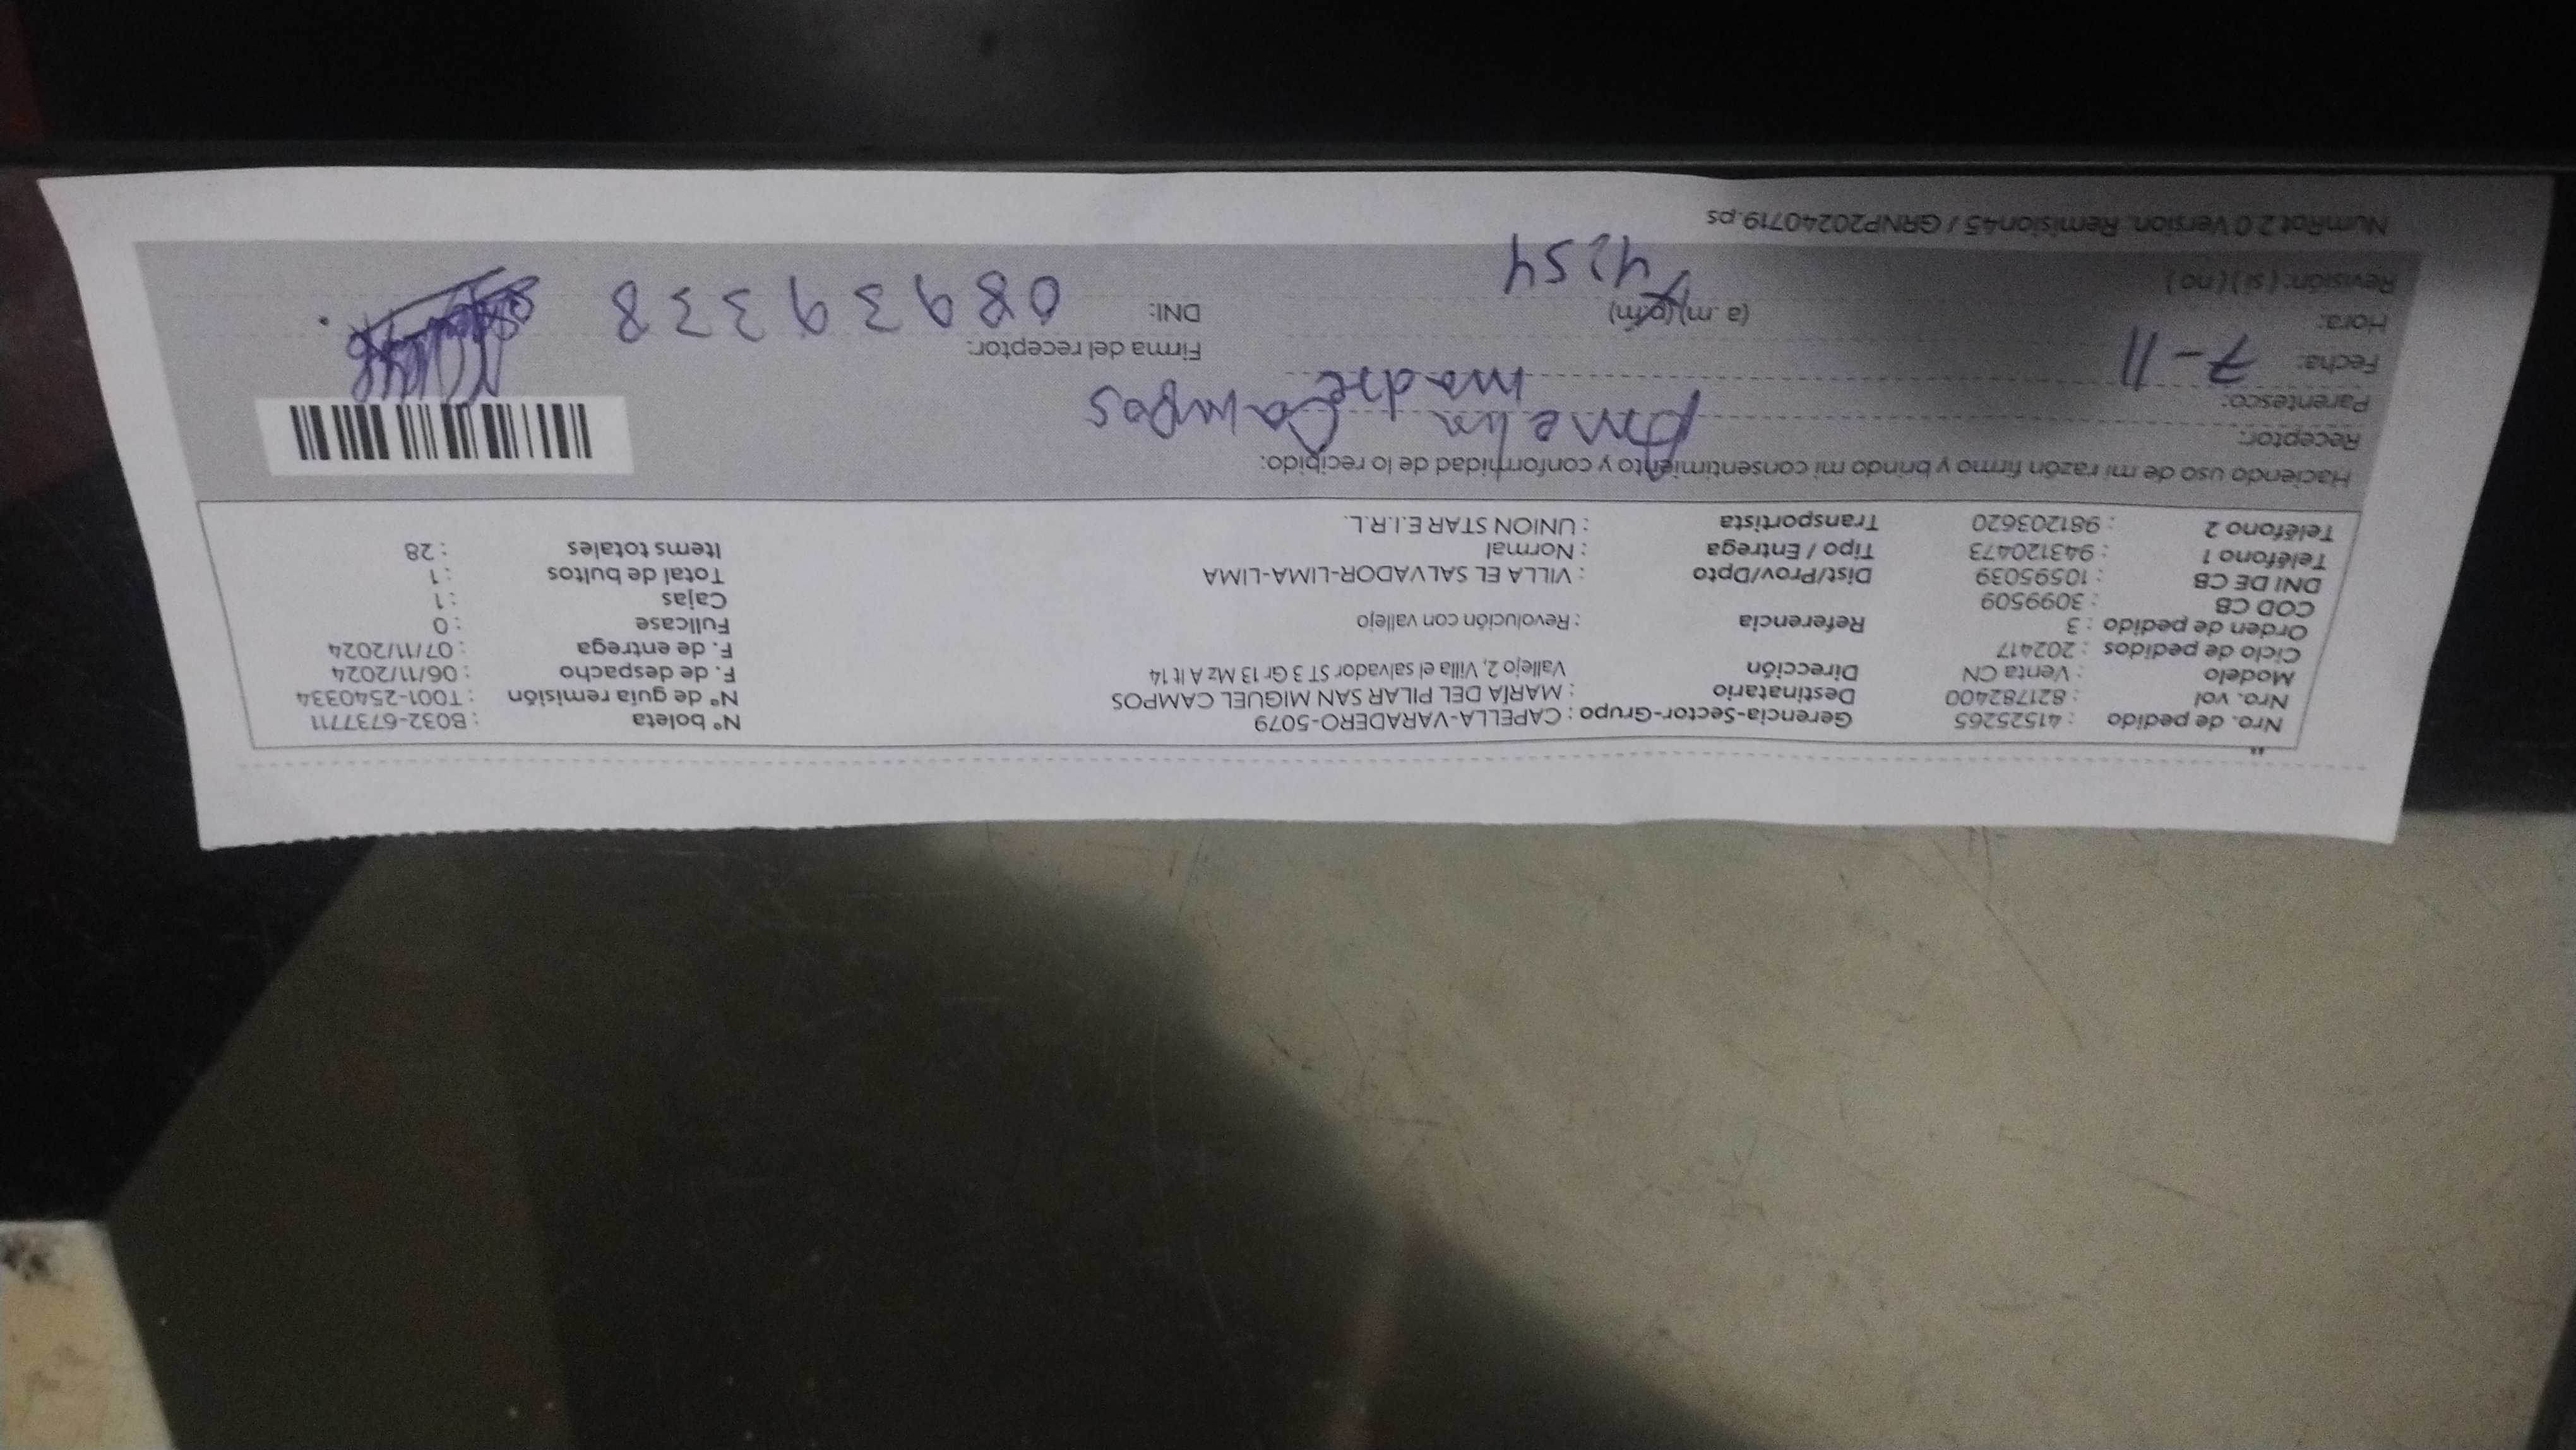 Nro. de pedido : 41525265 Gerencia-Sector-Grupo : CAPELLA-VARADERO-5079 N° boleta : B032-6737711
Nro. vol : 821782400 Destinatario : MARÍA DEL PILAR SAN MIGUEL CAMPOS N° de guía remisión : T001-2540334
Modelo : Venta CN Dirección Vallejo 2, Villa el salvador ST 3 Gr 13 Mz A lt 14 F. de despacho : 06/11/2024
Ciclo de pedidos : 202417 F. de entrega : 07/11/2024
Orden de pedido : 3 Referencia : Revolución con vallejo Fullcase : 0
COD CB : 3099509 Cajas : 1
DNI DE CB : 10595039 Dist/Prov/Dpto : VILLA EL SALVADOR-LIMA-LIMA Total de bultos : 1
Teléfono 1 : 943120473 Tipo / Entrega : Normal Items totales : 28
Teléfono 2 : 981203620 Transportista : UNION STAR E.I.R.L.
Haciendo uso de mi razón firmo y brindo mi consentimiento y conformidad de lo recibido:
Receptor: Campos
Parentesco: madre
Fecha: 7-11 Firma del receptor:
Hora: 4:54 (a.m) (p.m) DNI: 08939338
Revisión: (si) (no)
NumRot 2.0 Version. Remision45 / GRNP20240719.ps